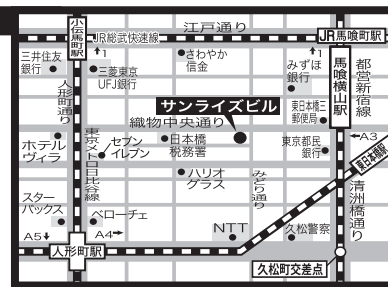 江戸通り
小伝馬町駅
JR総武快速線
JR馬喰町駅
↑1
↑1
三井住友
銀行
三菱東京
UFJ銀行
さわやか
信金
みずほ
銀行
馬喰横山駅
都営新宿線
人形町通り
サンライズビル
東日本橋三
郵便局
織物中央通り
←A3
ホテル
ヴィラ
東京メトロ日比谷線
セブン
イレブン
日本橋
税務署
東京都民
銀行
東日本橋駅
ハリオ
グラス
みどり通り
清洲橋通り
スター
バックス
ベローチェ
A5↓
A4→
NTT
久松警察
人形町駅
久松町交差点